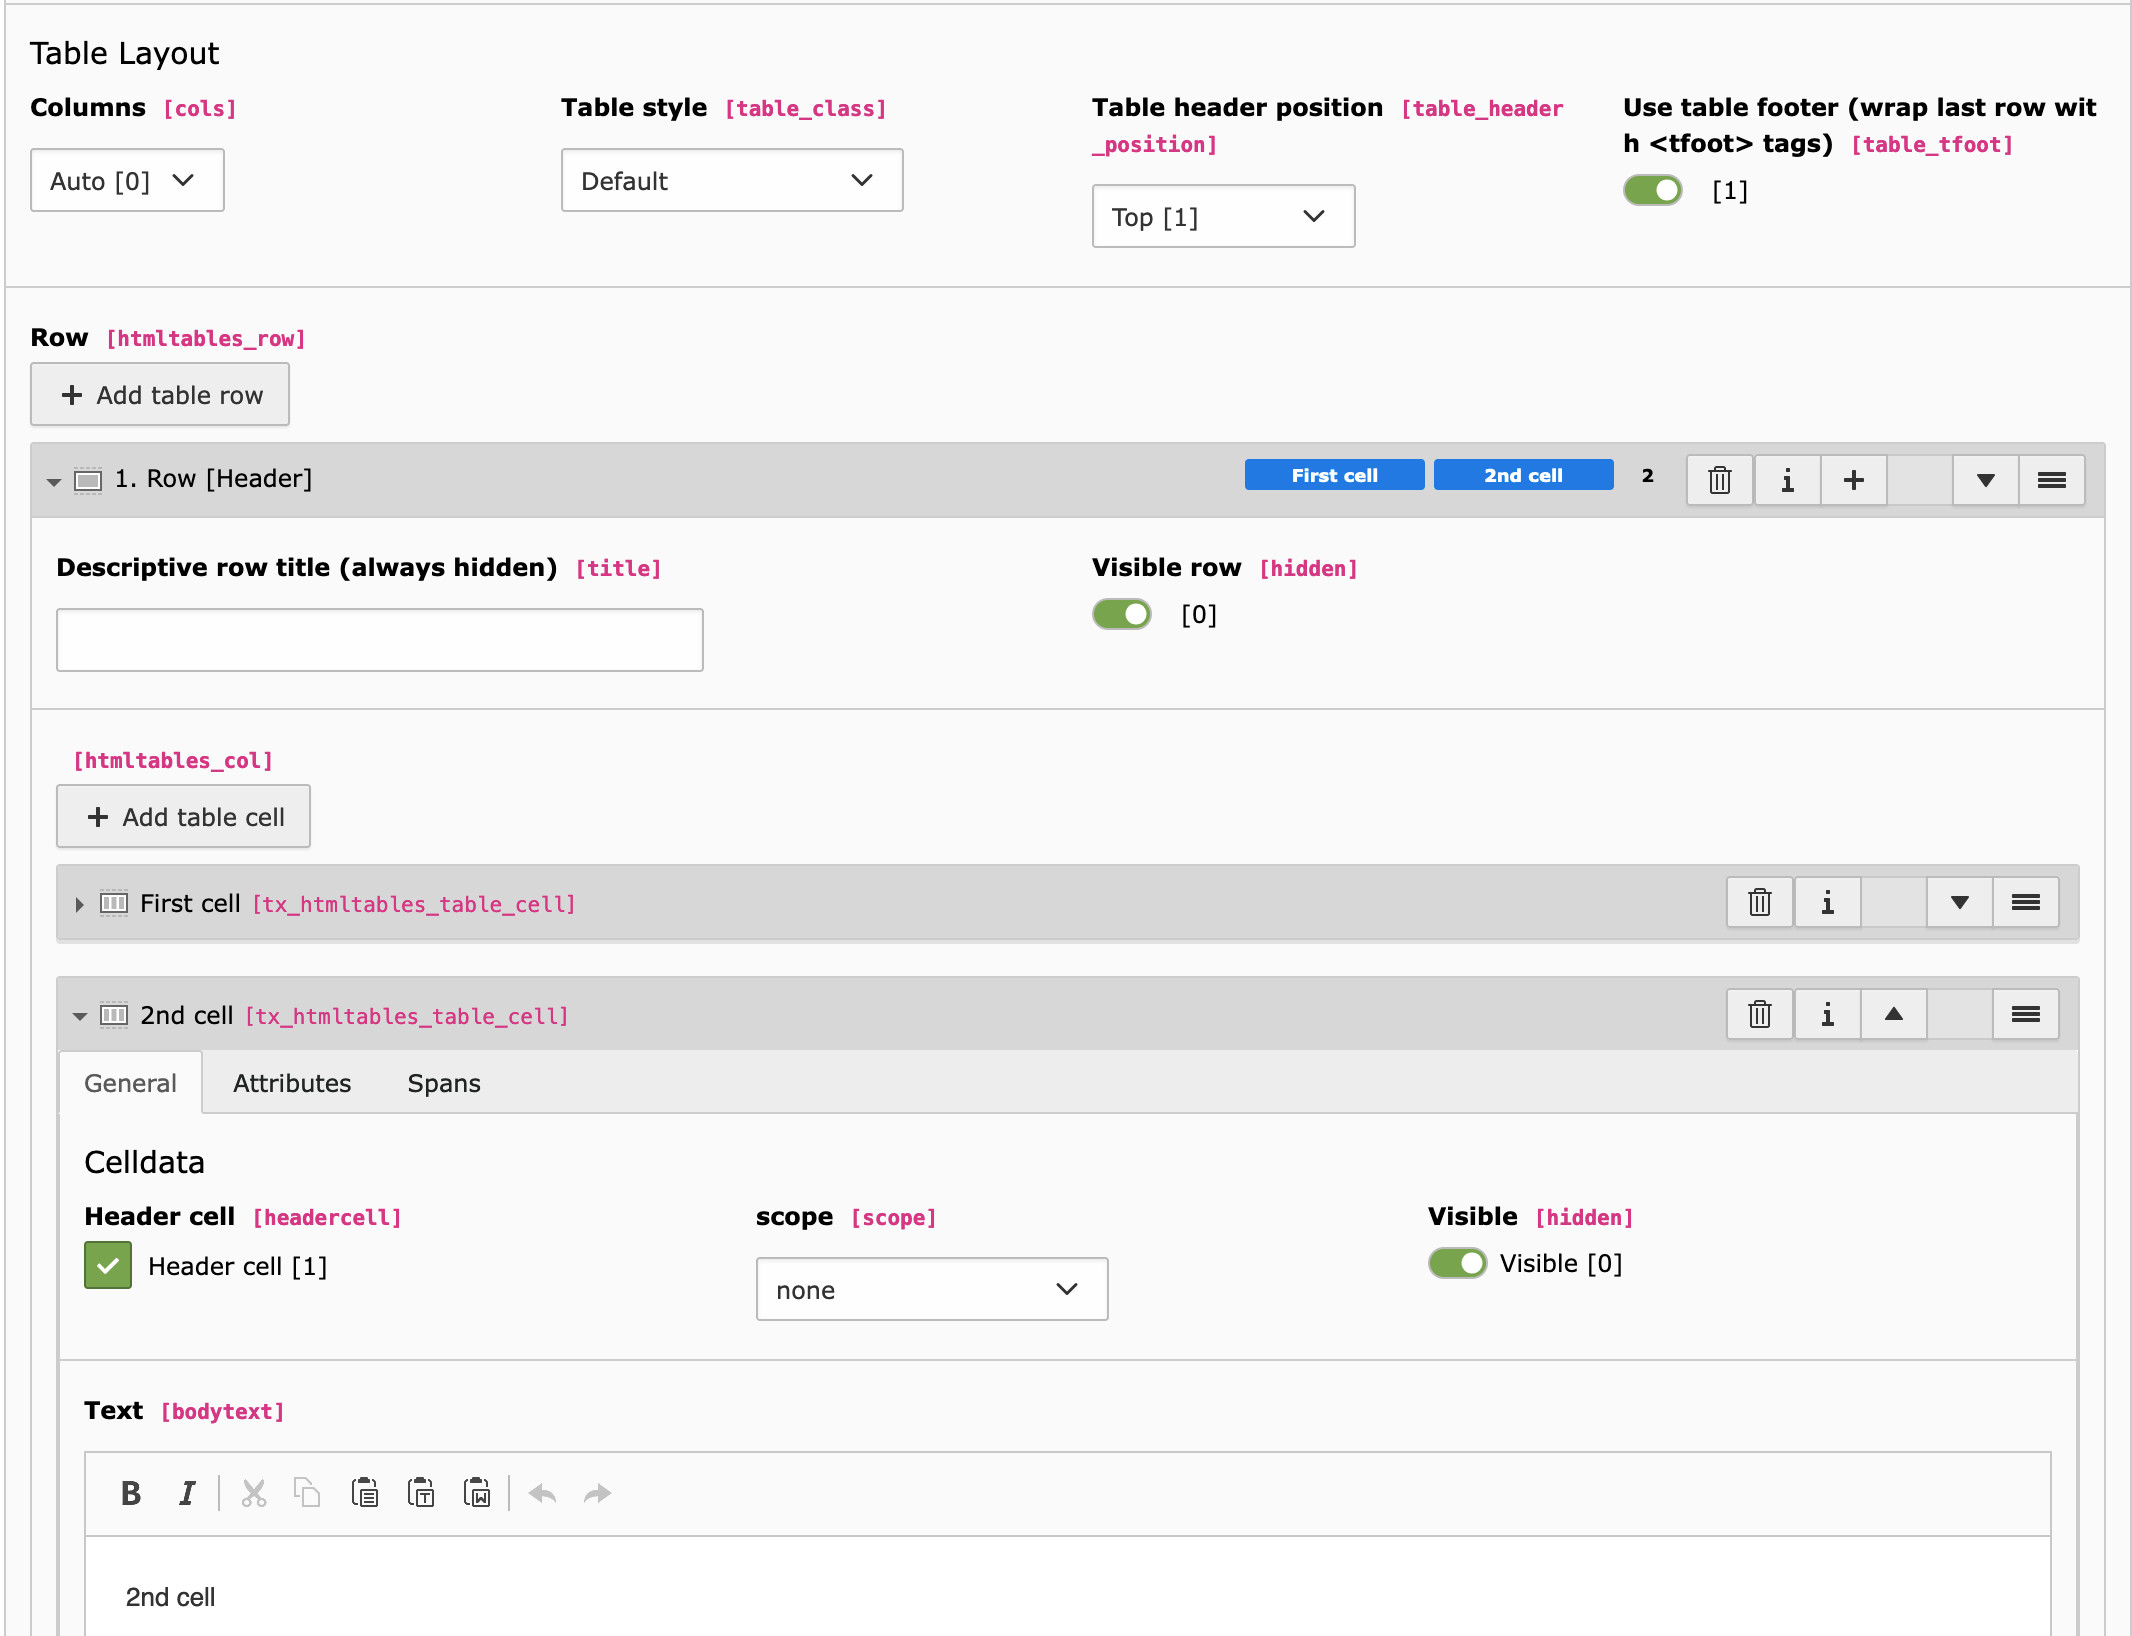 Table Layout
Columns [cols]
Auto [0]
Table style [table_class]
Default
Table header position [table_header
_position]
Top [1]
Use table footer (wrap last row wit
h <tfoot> tags) [table_tfoot]
[1]
Row [htmltables_row]
+ Add table row
1. Row [Header]
First cell 2nd cell 2
Descriptive row title (always hidden) [title]
Visible row [hidden]
[0]
[htmltables_col]
+ Add table cell
First cell [tx_htmltables_table_cell]
2nd cell [tx_htmltables_table_cell]
General Attributes Spans
Celldata
Header cell [headercell]
Header cell [1]
scope [scope]
none
Visible [hidden]
Visible [0]
Text [bodytext]
B I
2nd cell